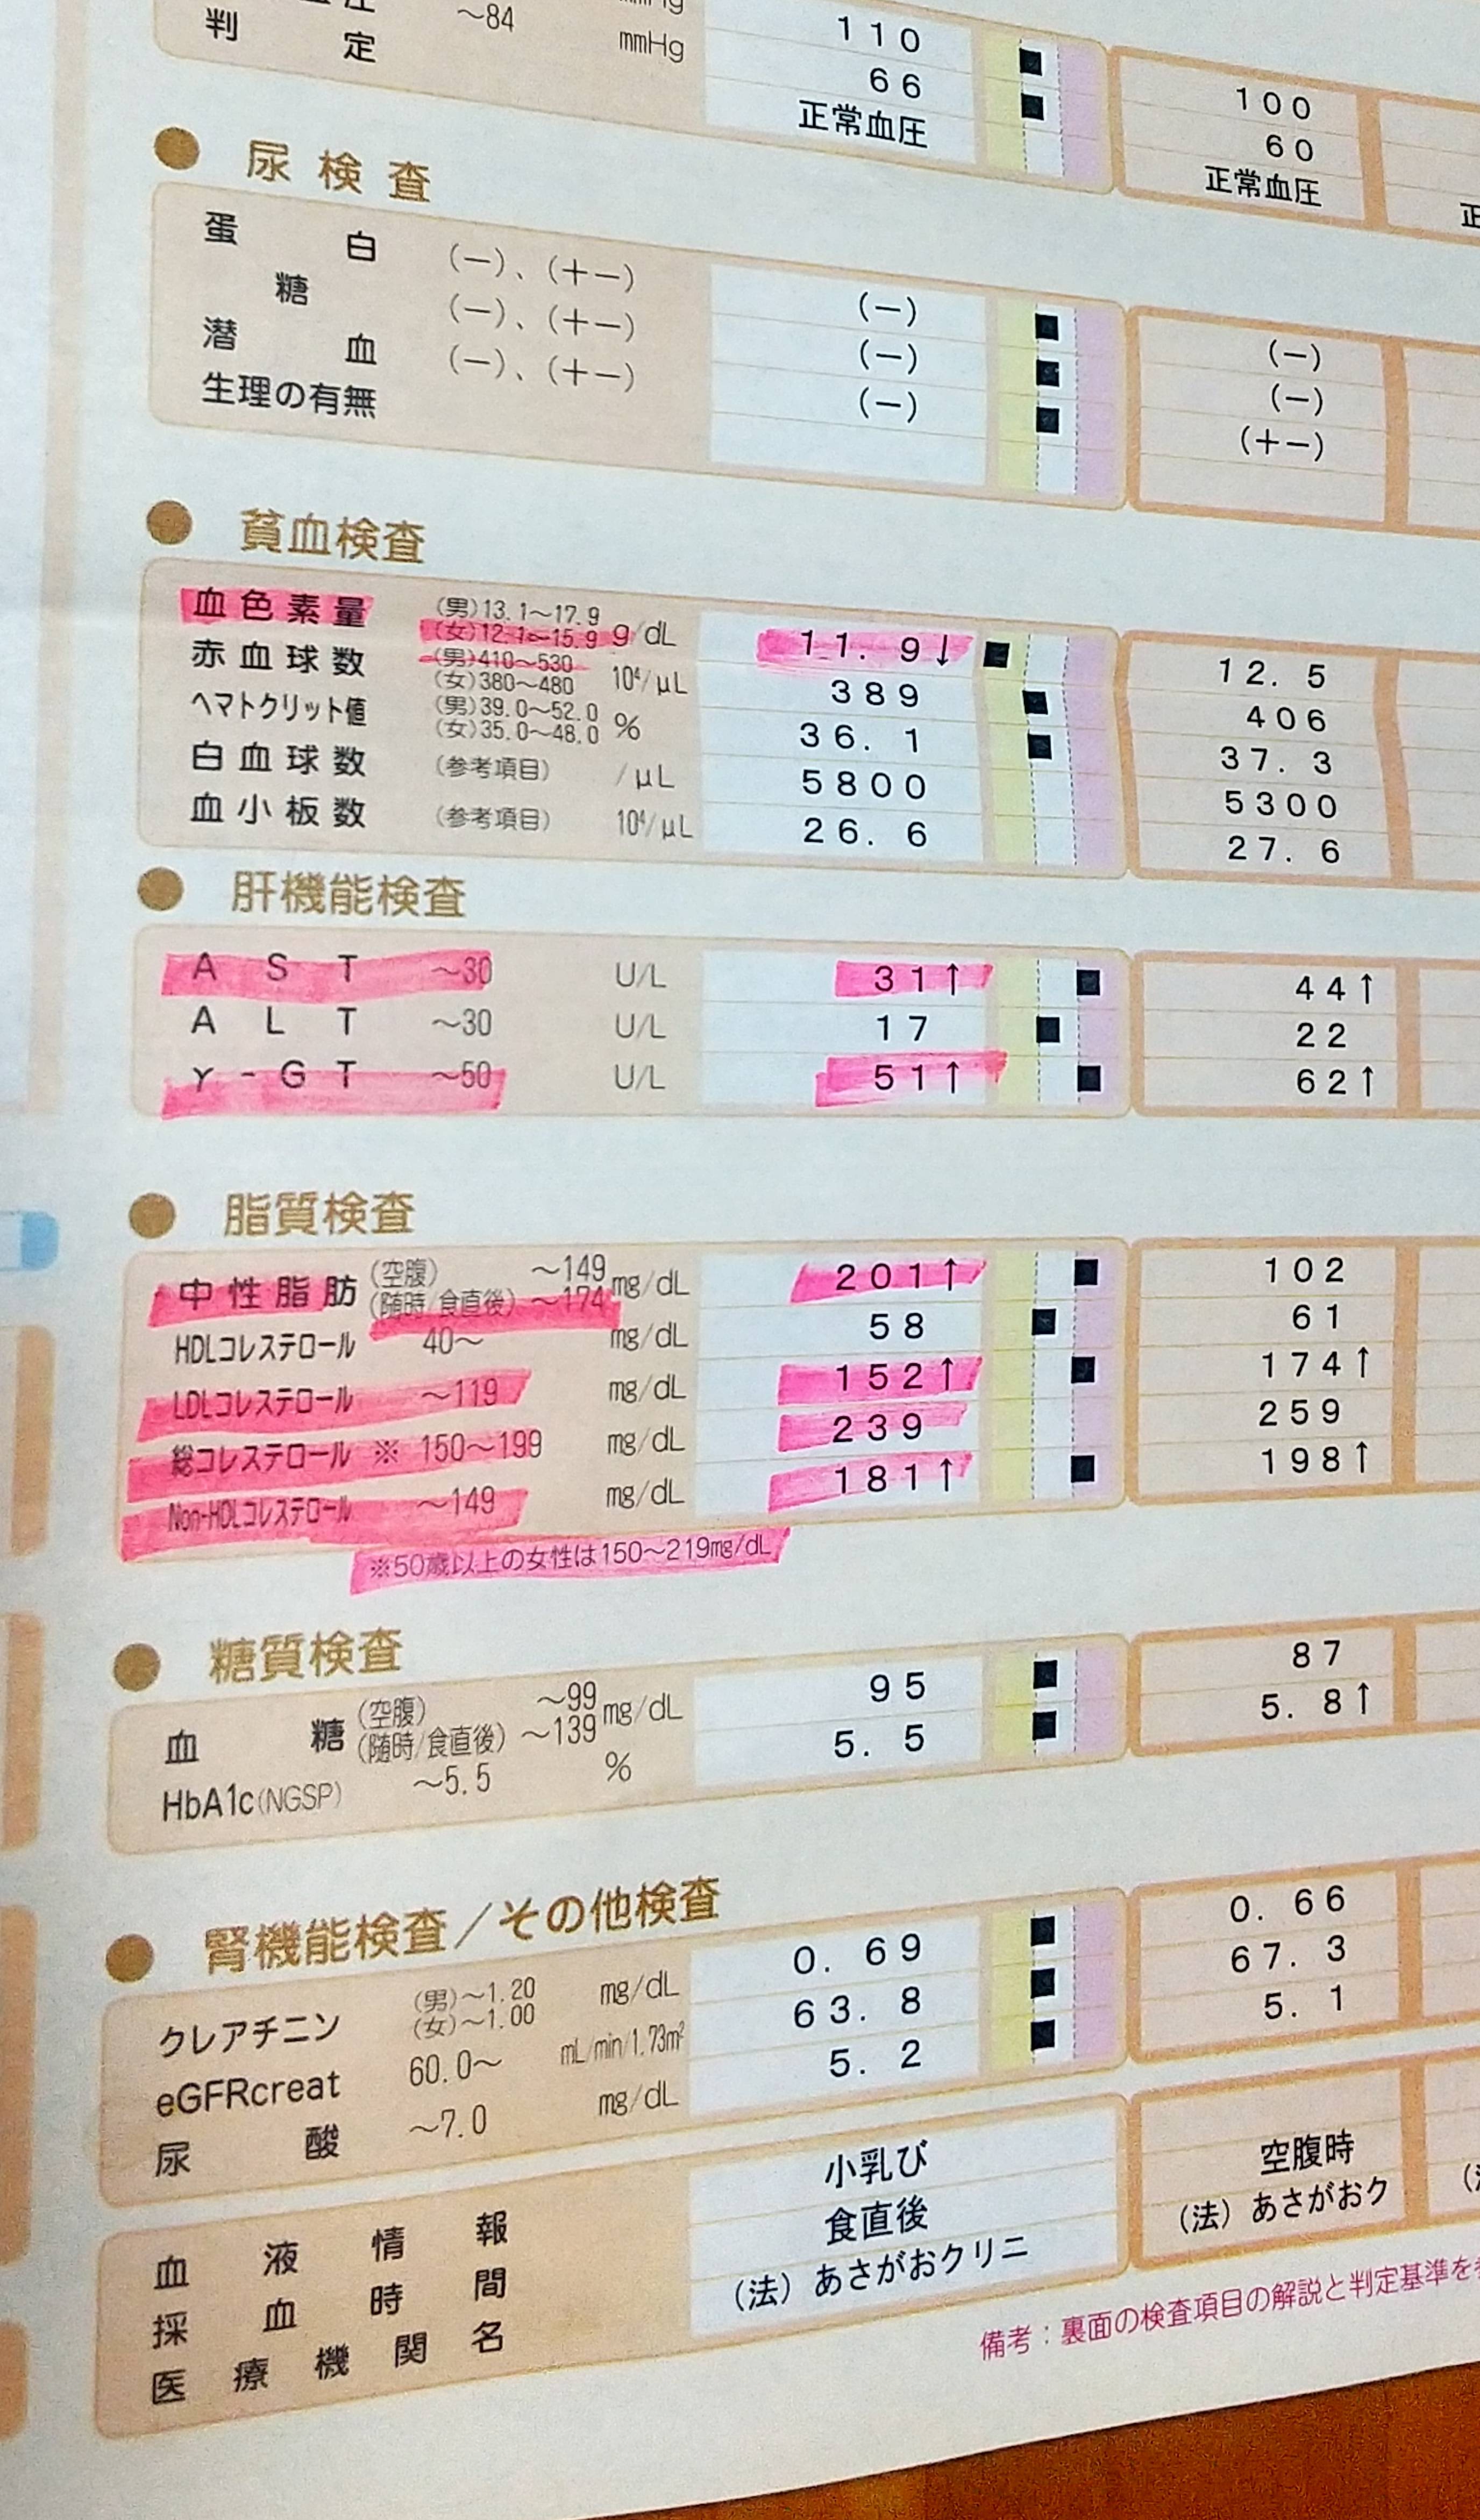 ～84 mmHg 110
判定 66 100
正常血圧 60
正常血圧
尿検査
蛋白 (－)、(＋－) (－) (－)
糖 (－)、(＋－) (－) (－)
潜血 (－)、(＋－) (－) (＋－)
生理の有無
貧血検査
血色素量 (男)13.1～17.9 (女)12.1～15.9 g/dL 11.9↓ 12.5
赤血球数 (男)410～530 (女)380～480 10⁴/μL 389 406
ヘマトクリット値 (男)39.0～52.0 (女)35.0～48.0 % 36.1 37.3
白血球数 (参考項目) /μL 5800 5300
血小板数 (参考項目) 10⁴/μL 26.6 27.6
肝機能検査
AST ～30 U/L 31↑ 44↑
ALT ～30 U/L 17 22
γ-GT ～50 U/L 51↑ 62↑
脂質検査
中性脂肪 (空腹) ～149 (随時/食直後) ～174 mg/dL 201↑ 102
HDLコレステロール 40～ mg/dL 58 61
LDLコレステロール ～119 mg/dL 152↑ 174↑
総コレステロール ※ 150～199 mg/dL 239 259
Non-HDLコレステロール ～149 mg/dL 181↑ 198↑
※50歳以上の女性は150～219mg/dL
糖質検査
血糖 (空腹) ～99 (随時/食直後) ～139 mg/dL 95 87
HbA1c(NGSP) ～5.5 % 5.5 5.8↑
腎機能検査／その他検査
クレアチニン (男)～1.20 (女)～1.00 mg/dL 0.69 0.66
eGFRcreat 60.0～ mL/min/1.73m² 63.8 67.3
尿酸 ～7.0 mg/dL 5.2 5.1
血液情報 小乳び
採血時間 食直後 空腹時
医療機関名 (法)あさがおクリニ (法)あさがおク
備考：裏面の検査項目の解説と判定基準を